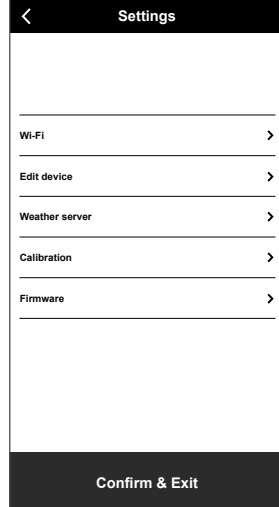 Settings
Wi-Fi
Edit device
Weather server
Calibration
Firmware
Confirm & Exit